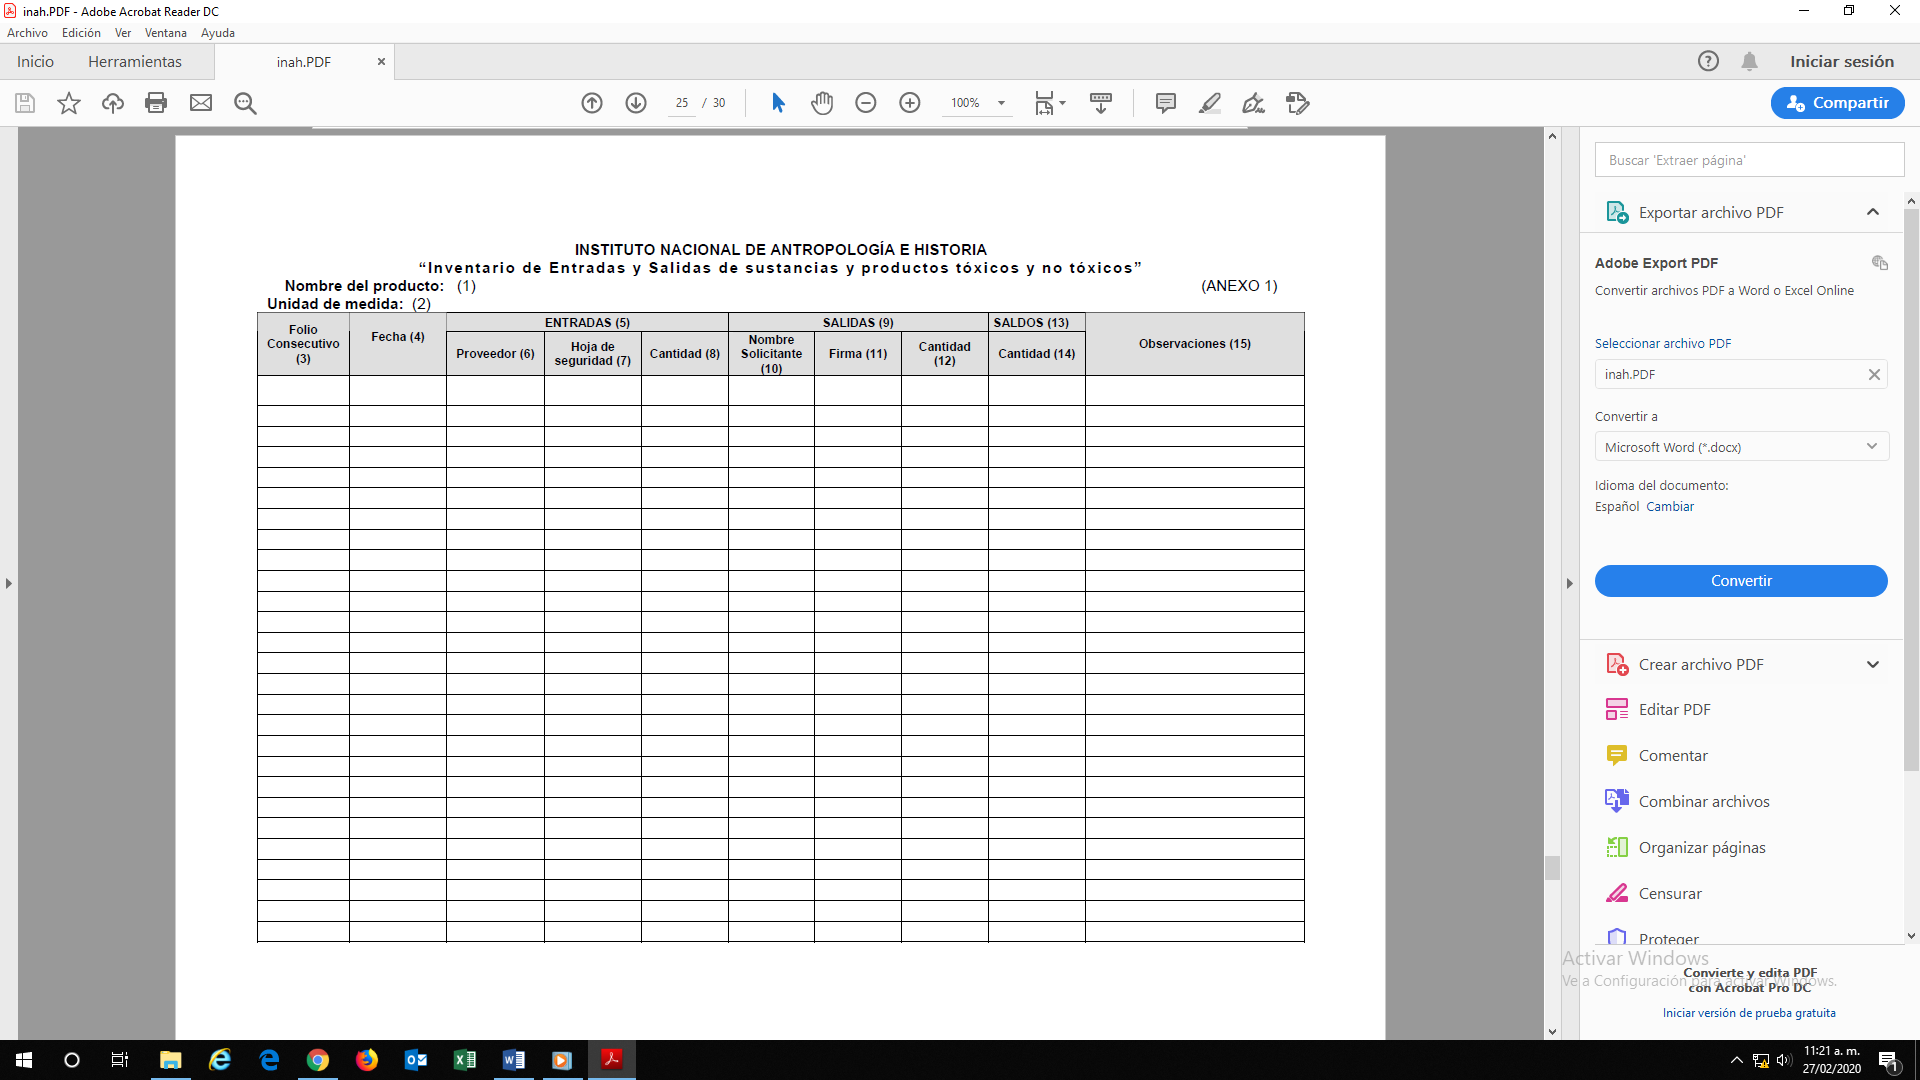 inah.PDF - Adobe Acrobat Reader DC
Archivo Edición Ver Ventana Ayuda
Inicio Herramientas inah.PDF × Iniciar sesión
25 / 30 100% Compartir
INSTITUTO NACIONAL DE ANTROPOLOGÍA E HISTORIA
“Inventario de Entradas y Salidas de sustancias y productos tóxicos y no tóxicos”
Nombre del producto: (1) (ANEXO 1)
Unidad de medida: (2)
Folio Consecutivo (3)
Fecha (4)
ENTRADAS (5)
Proveedor (6)
Hoja de seguridad (7)
Cantidad (8)
SALIDAS (9)
Nombre Solicitante (10)
Firma (11)
Cantidad (12)
SALDOS (13)
Cantidad (14)
Observaciones (15)
Buscar 'Extraer página'
Exportar archivo PDF
Adobe Export PDF
Convertir archivos PDF a Word o Excel Online
Seleccionar archivo PDF
inah.PDF
Convertir a
Microsoft Word (*.docx)
Idioma del documento:
Español Cambiar
Convertir
Crear archivo PDF
Editar PDF
Comentar
Combinar archivos
Organizar páginas
Censurar
Proteger
Activar Windows
Ve a Configuración para activar Windows.
Convierte y edita PDF
con Acrobat Pro DC
Iniciar versión de prueba gratuita
11:21 a. m.
27/02/2020
1